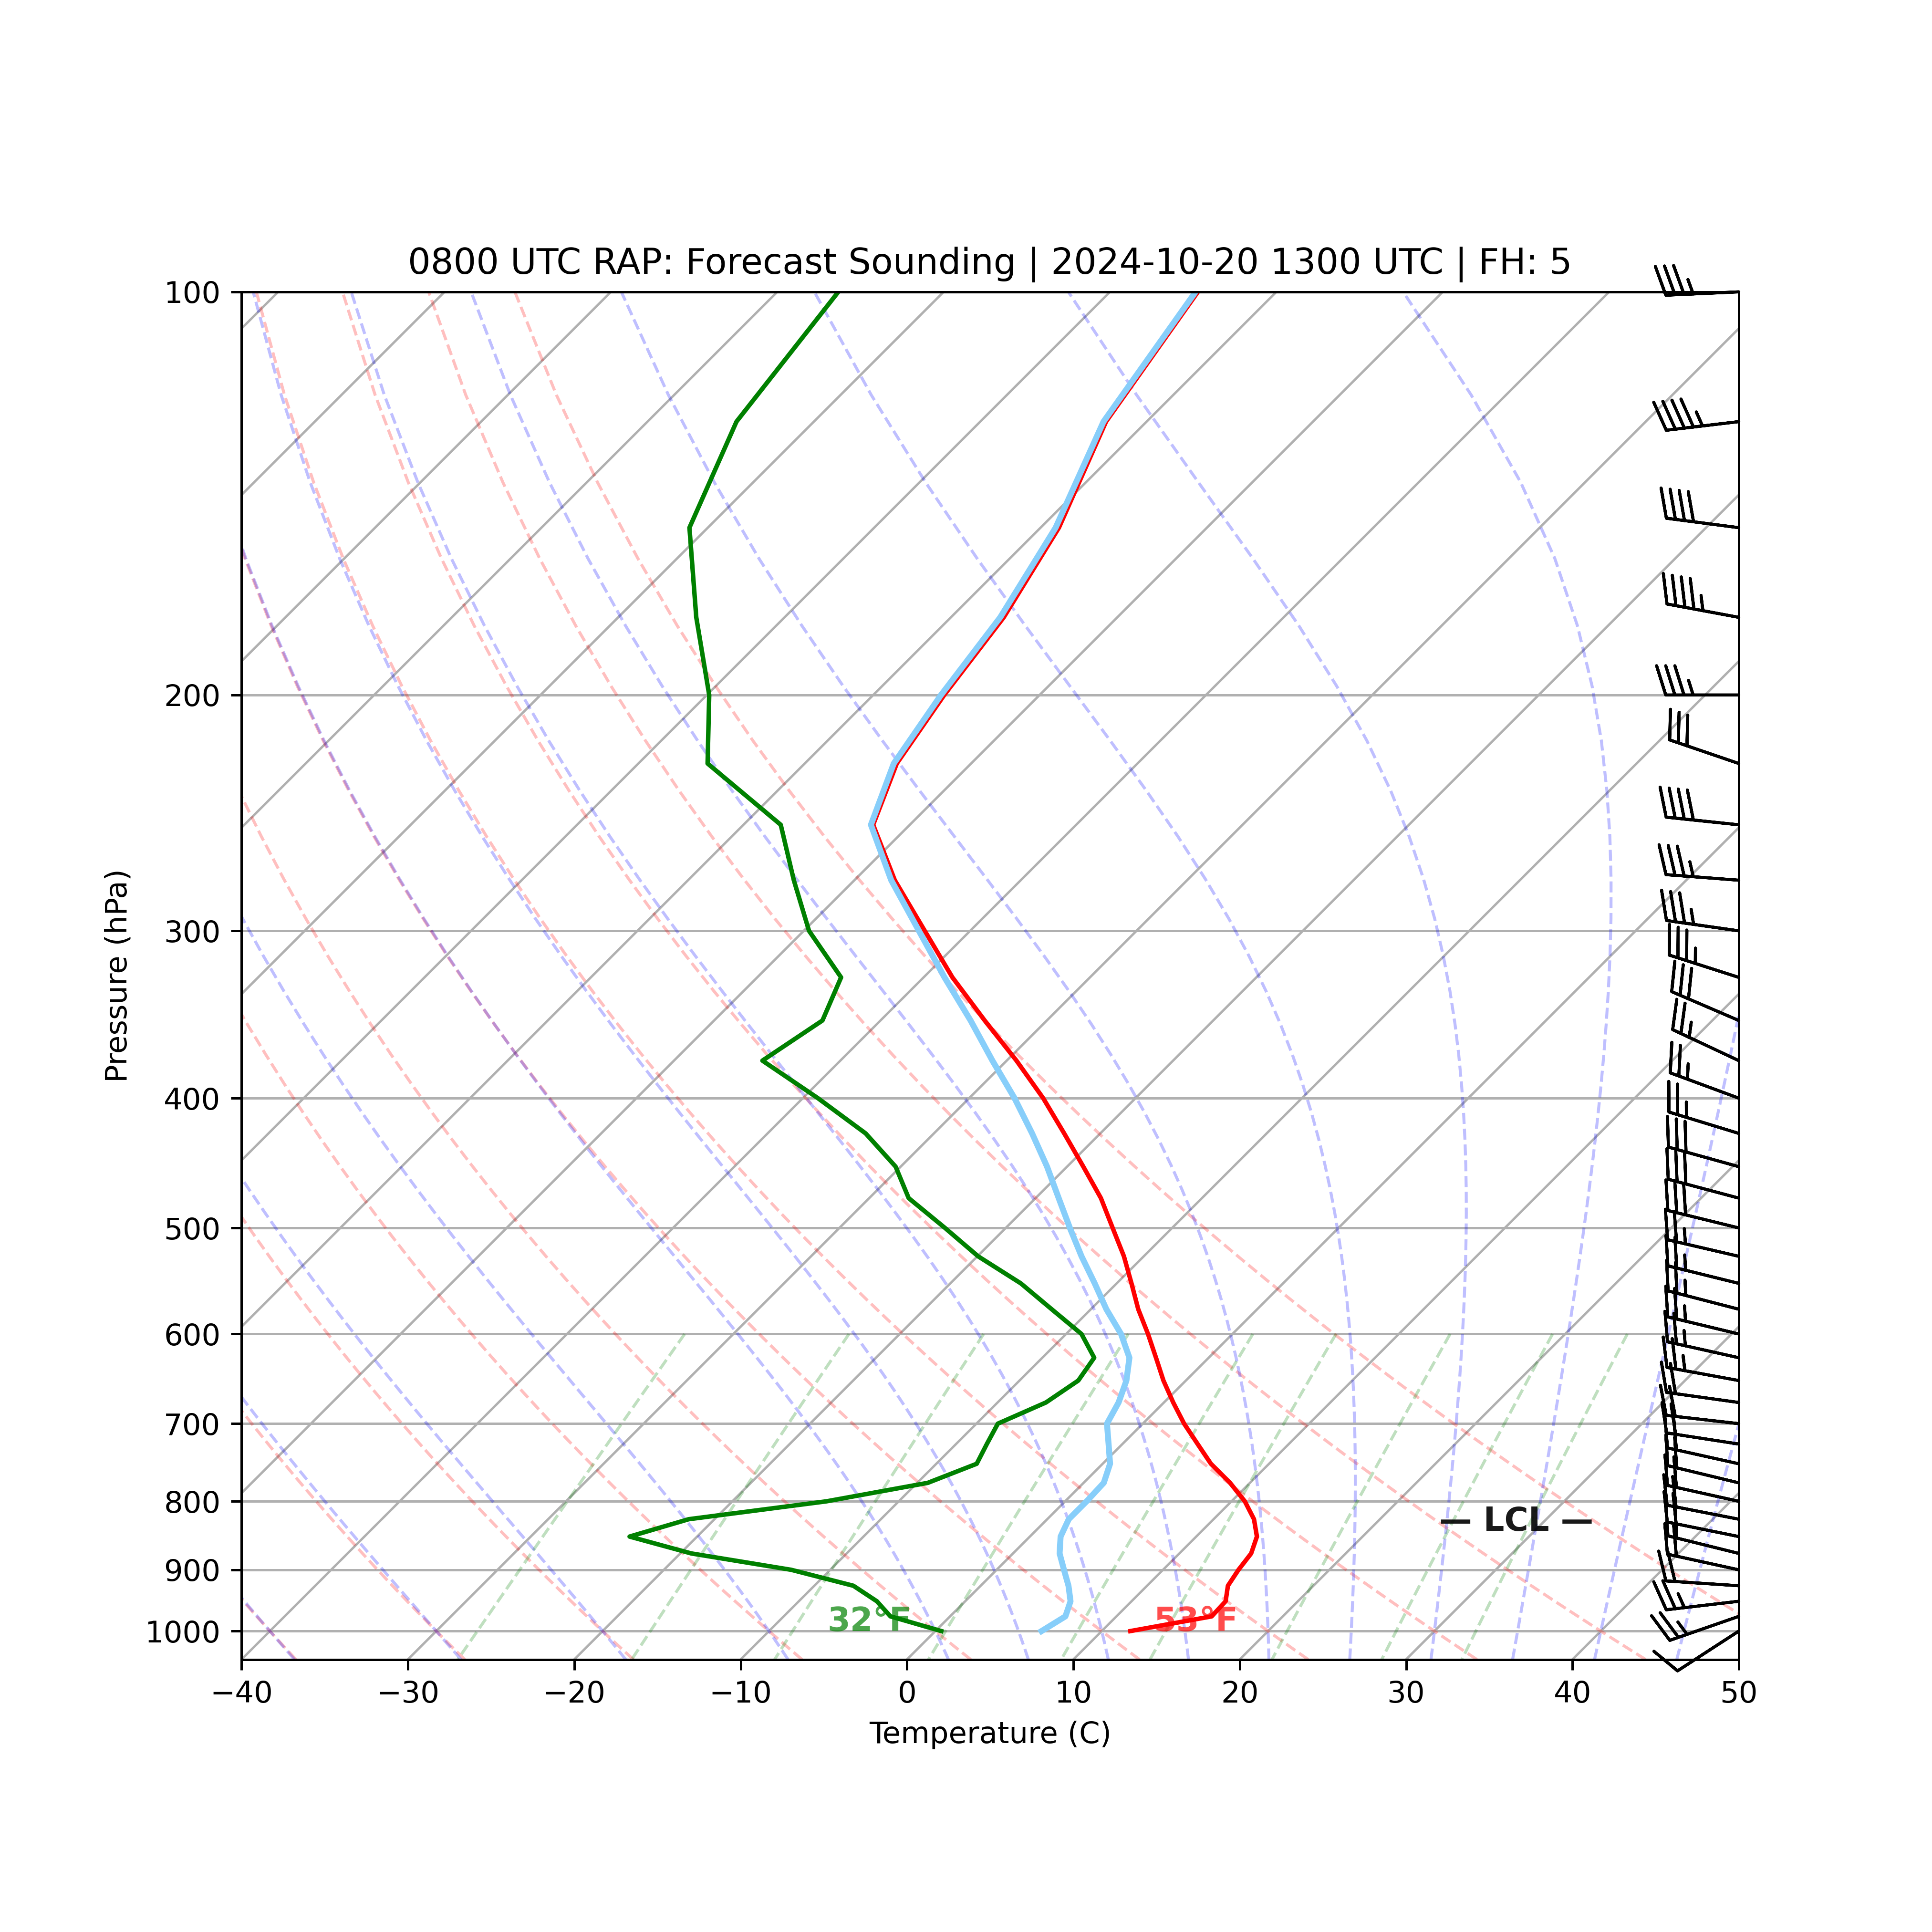 0800 UTC RAP: Forecast Sounding | 2024-10-20 1300 UTC | FH: 5
100
200
300
400
500
600
700
800
900
1000
Pressure (hPa)
— LCL —
32°F
53°F
−40 −30 −20 −10 0 10 20 30 40 50
Temperature (C)